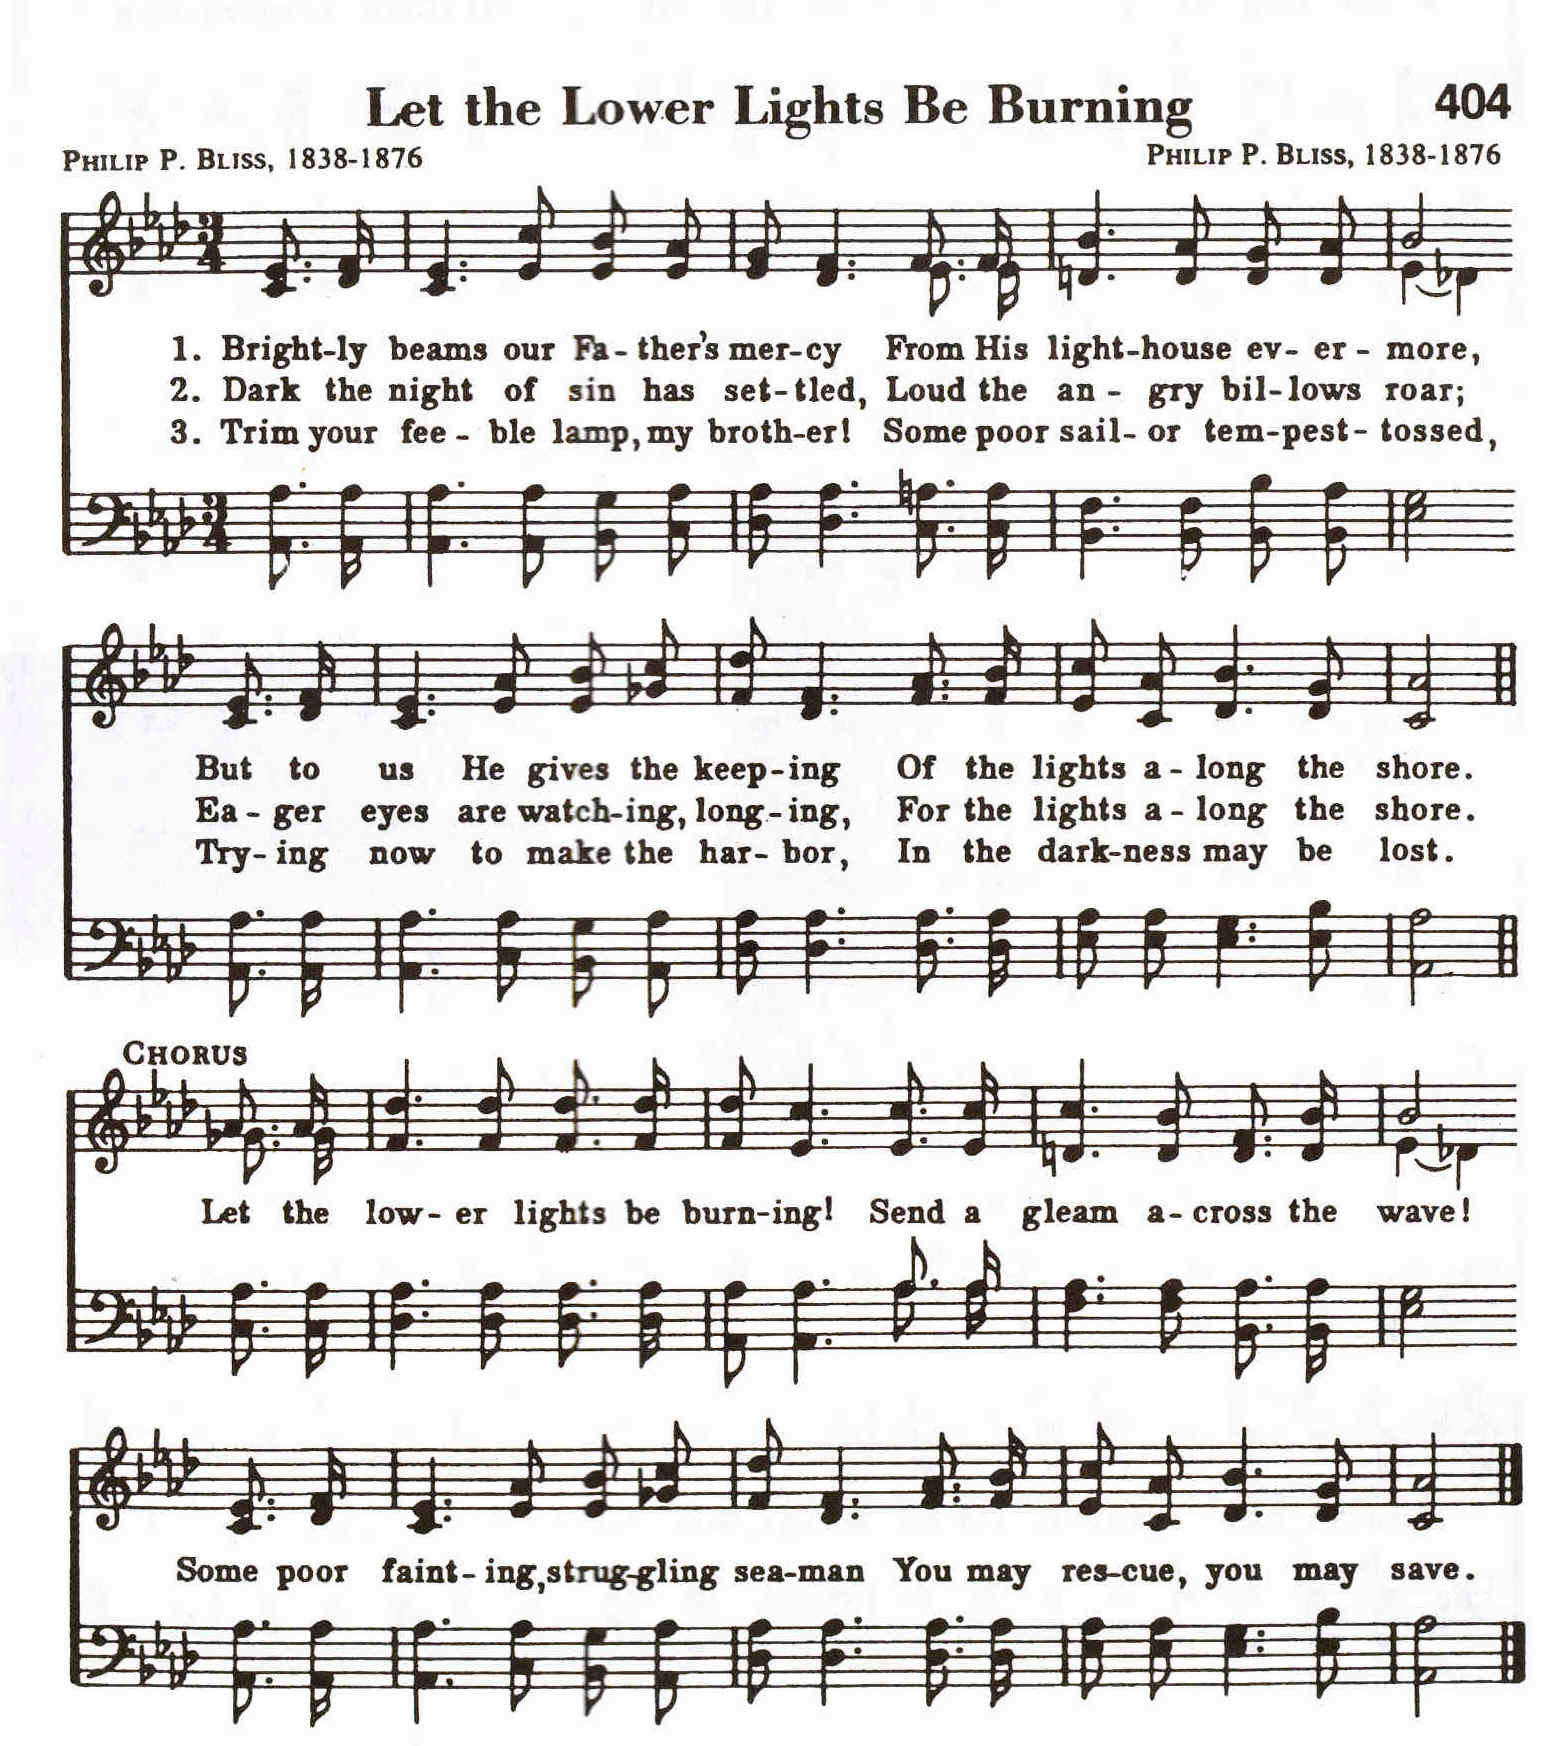 Let the Lower Lights Be Burning 404
PHILIP P. BLISS, 1838-1876 PHILIP P. BLISS, 1838-1876
3
4
1. Bright-ly beams our Fa-ther's mer-cy From His light-house ev-er-more,
2. Dark the night of sin has set-tled, Loud the an-gry bil-lows roar;
3. Trim your fee-ble lamp, my broth-er! Some poor sail-or tem-pest-tossed,
3
4
But to us He gives the keep-ing Of the lights a-long the shore.
Ea-ger eyes are watch-ing, long-ing, For the lights a-long the shore.
Try-ing now to make the har-bor, In the dark-ness may be lost.
CHORUS
Let the low-er lights be burn-ing! Send a gleam a-cross the wave!
Some poor faint-ing, strug-gling sea-man You may res-cue, you may save.